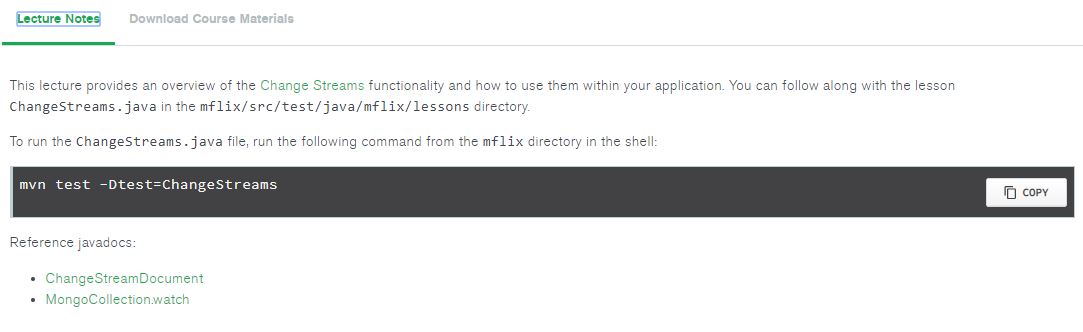 Lecture Notes
Download Course Materials
This lecture provides an overview of the Change Streams functionality and how to use them within your application. You can follow along with the lesson
ChangeStreams.java in the mflix/src/test/java/mflix/lessons directory.
To run the ChangeStreams.java file, run the following command from the mflix directory in the shell:
mvn test -Dtest=ChangeStreams
COPY
Reference javadocs:
• ChangeStreamDocument
• MongoCollection.watch